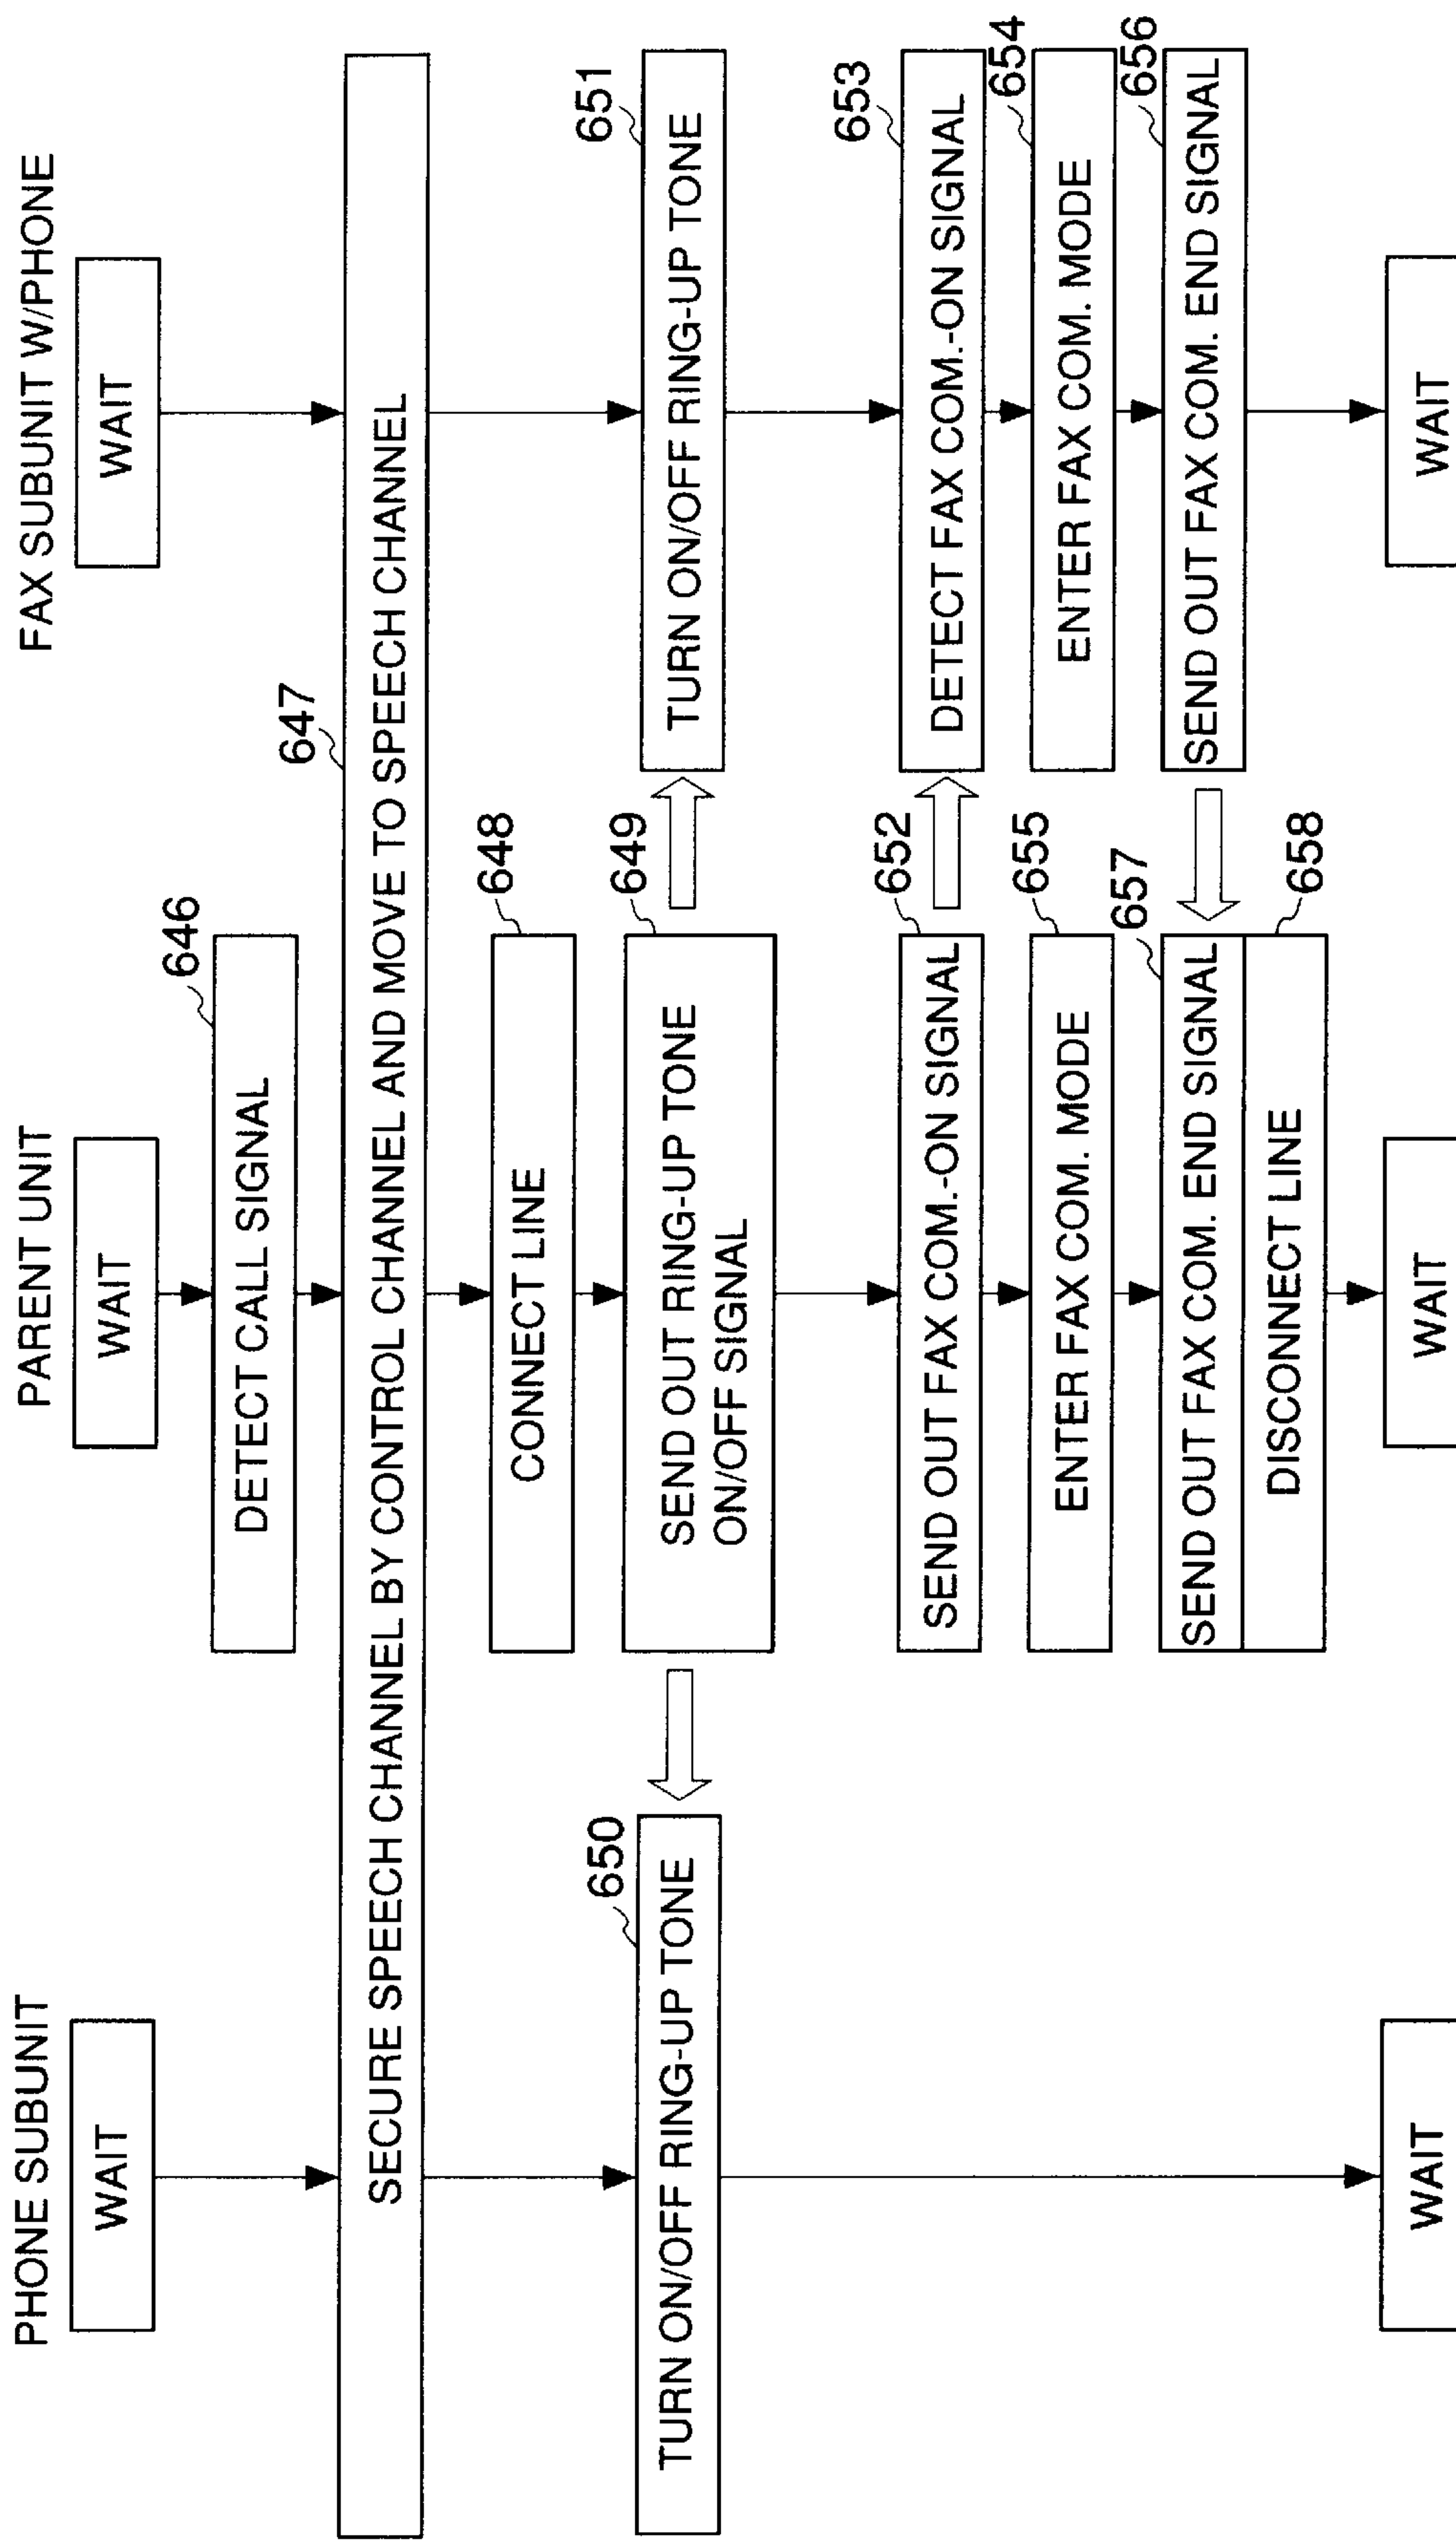 PHONE SUBUNIT
PARENT UNIT
FAX SUBUNIT W/PHONE
WAIT
WAIT
WAIT
646
DETECT CALL SIGNAL
647
SECURE SPEECH CHANNEL BY CONTROL CHANNEL AND MOVE TO SPEECH CHANNEL
648
CONNECT LINE
650
TURN ON/OFF RING-UP TONE
649
SEND OUT RING-UP TONE
ON/OFF SIGNAL
651
TURN ON/OFF RING-UP TONE
652
SEND OUT FAX COM.-ON SIGNAL
653
DETECT FAX COM.-ON SIGNAL
655
ENTER FAX COM. MODE
654
ENTER FAX COM. MODE
657
SEND OUT FAX COM. END SIGNAL
656
SEND OUT FAX COM. END SIGNAL
658
DISCONNECT LINE
WAIT
WAIT
WAIT